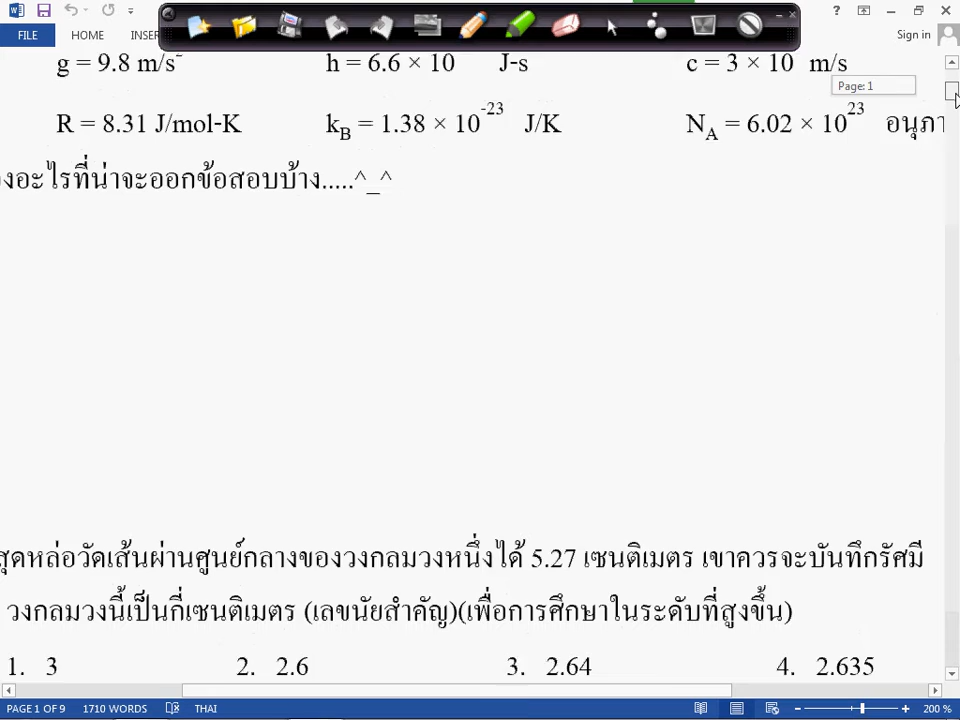 FILE HOME INSER Sign in
g = 9.8 m/s² h = 6.6 × 10 J-s c = 3 × 10 m/s
Page: 1
R = 8.31 J/mol-K k_B = 1.38 × 10^-23 J/K N_A = 6.02 × 10^23 อนุภา
องอะไรที่น่าจะออกข้อสอบบ้าง.....^_^
สุดหล่อวัดเส้นผ่านศูนย์กลางของวงกลมวงหนึ่งได้ 5.27 เซนติเมตร เขาควรจะบันทึกรัศมี
วงกลมวงนี้เป็นกี่เซนติเมตร (เลขนัยสำคัญ)(เพื่อการศึกษาในระดับที่สูงขึ้น)
1. 3 2. 2.6 3. 2.64 4. 2.635
PAGE 1 OF 9 1710 WORDS THAI 200 %